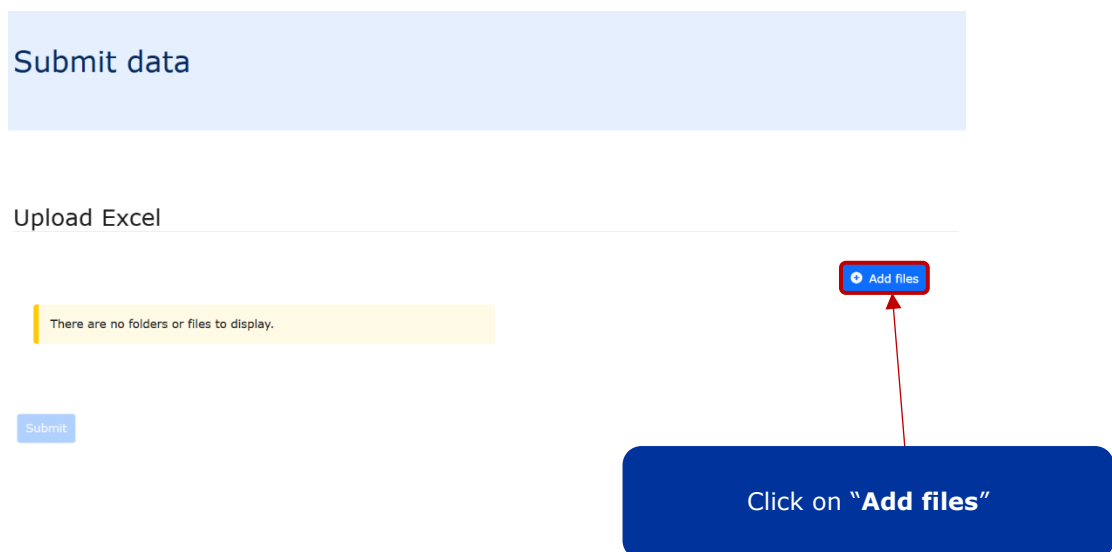 Submit data
Upload Excel
Add files
There are no folders or files to display.
Submit
Click on “Add files”